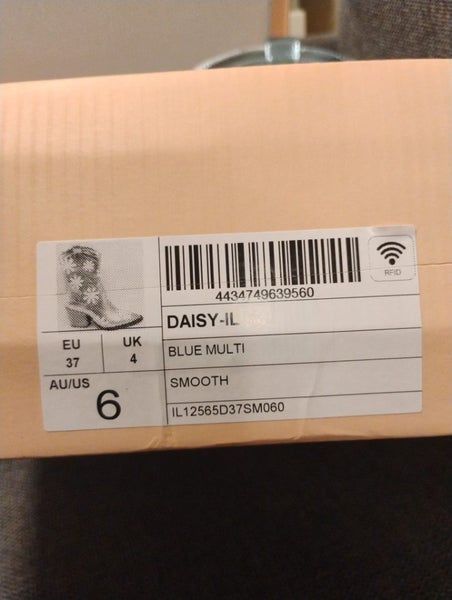 4434749639560
RFID
DAISY-IL
EU
37
UK
4
BLUE MULTI
AU/US
6
SMOOTH
IL12565D37SM060